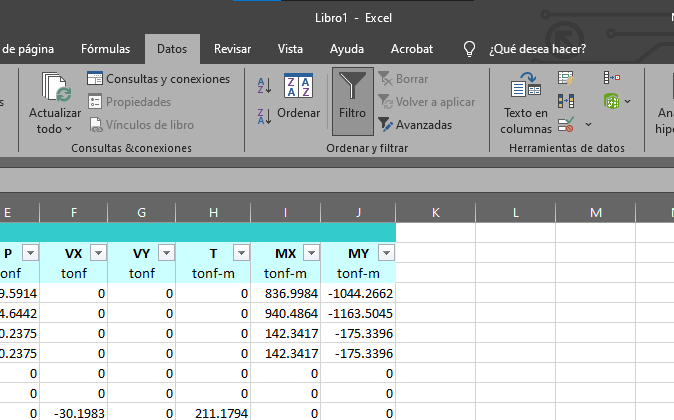 Libro1 - Excel
de página Fórmulas Datos Revisar Vista Ayuda Acrobat ¿Qué desea hacer?
Actualizar
todo
Consultas y conexiones
Propiedades
Vínculos de libro
Consultas &conexiones
Ordenar
Filtro
Borrar
Volver a aplicar
Avanzadas
Ordenar y filtrar
Texto en
columnas
Herramientas de datos
E F G H I J K L M
P VX VY T MX MY
tonf tonf tonf-m tonf-m tonf-m
9.5914 0 0 0 836.9984 -1044.2662
4.6442 0 0 0 940.4864 -1163.5045
0.2375 0 0 0 142.3417 -175.3396
0.2375 0 0 0 142.3417 -175.3396
0 0 0 0 0 0
0 0 0 0 0 0
0 -30.1983 0 211.1794 0 0